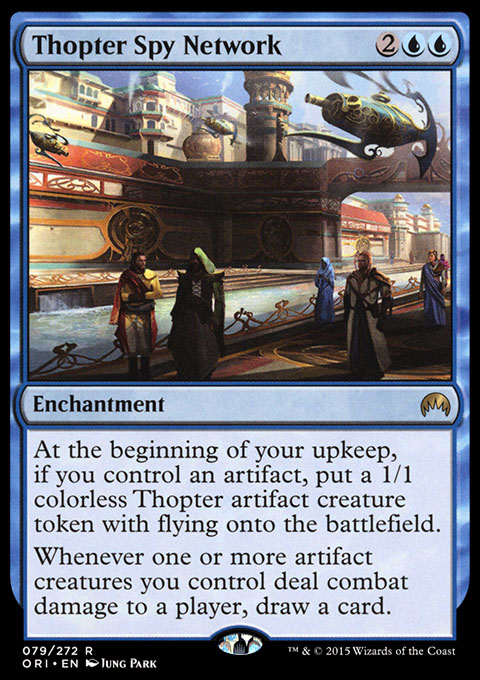 Thopter Spy Network 2
Enchantment
At the beginning of your upkeep,
if you control an artifact, put a 1/1
colorless Thopter artifact creature
token with flying onto the battlefield.
Whenever one or more artifact
creatures you control deal combat
damage to a player, draw a card.
079/272 R
ORI • EN Jung Park
™ & © 2015 Wizards of the Coast